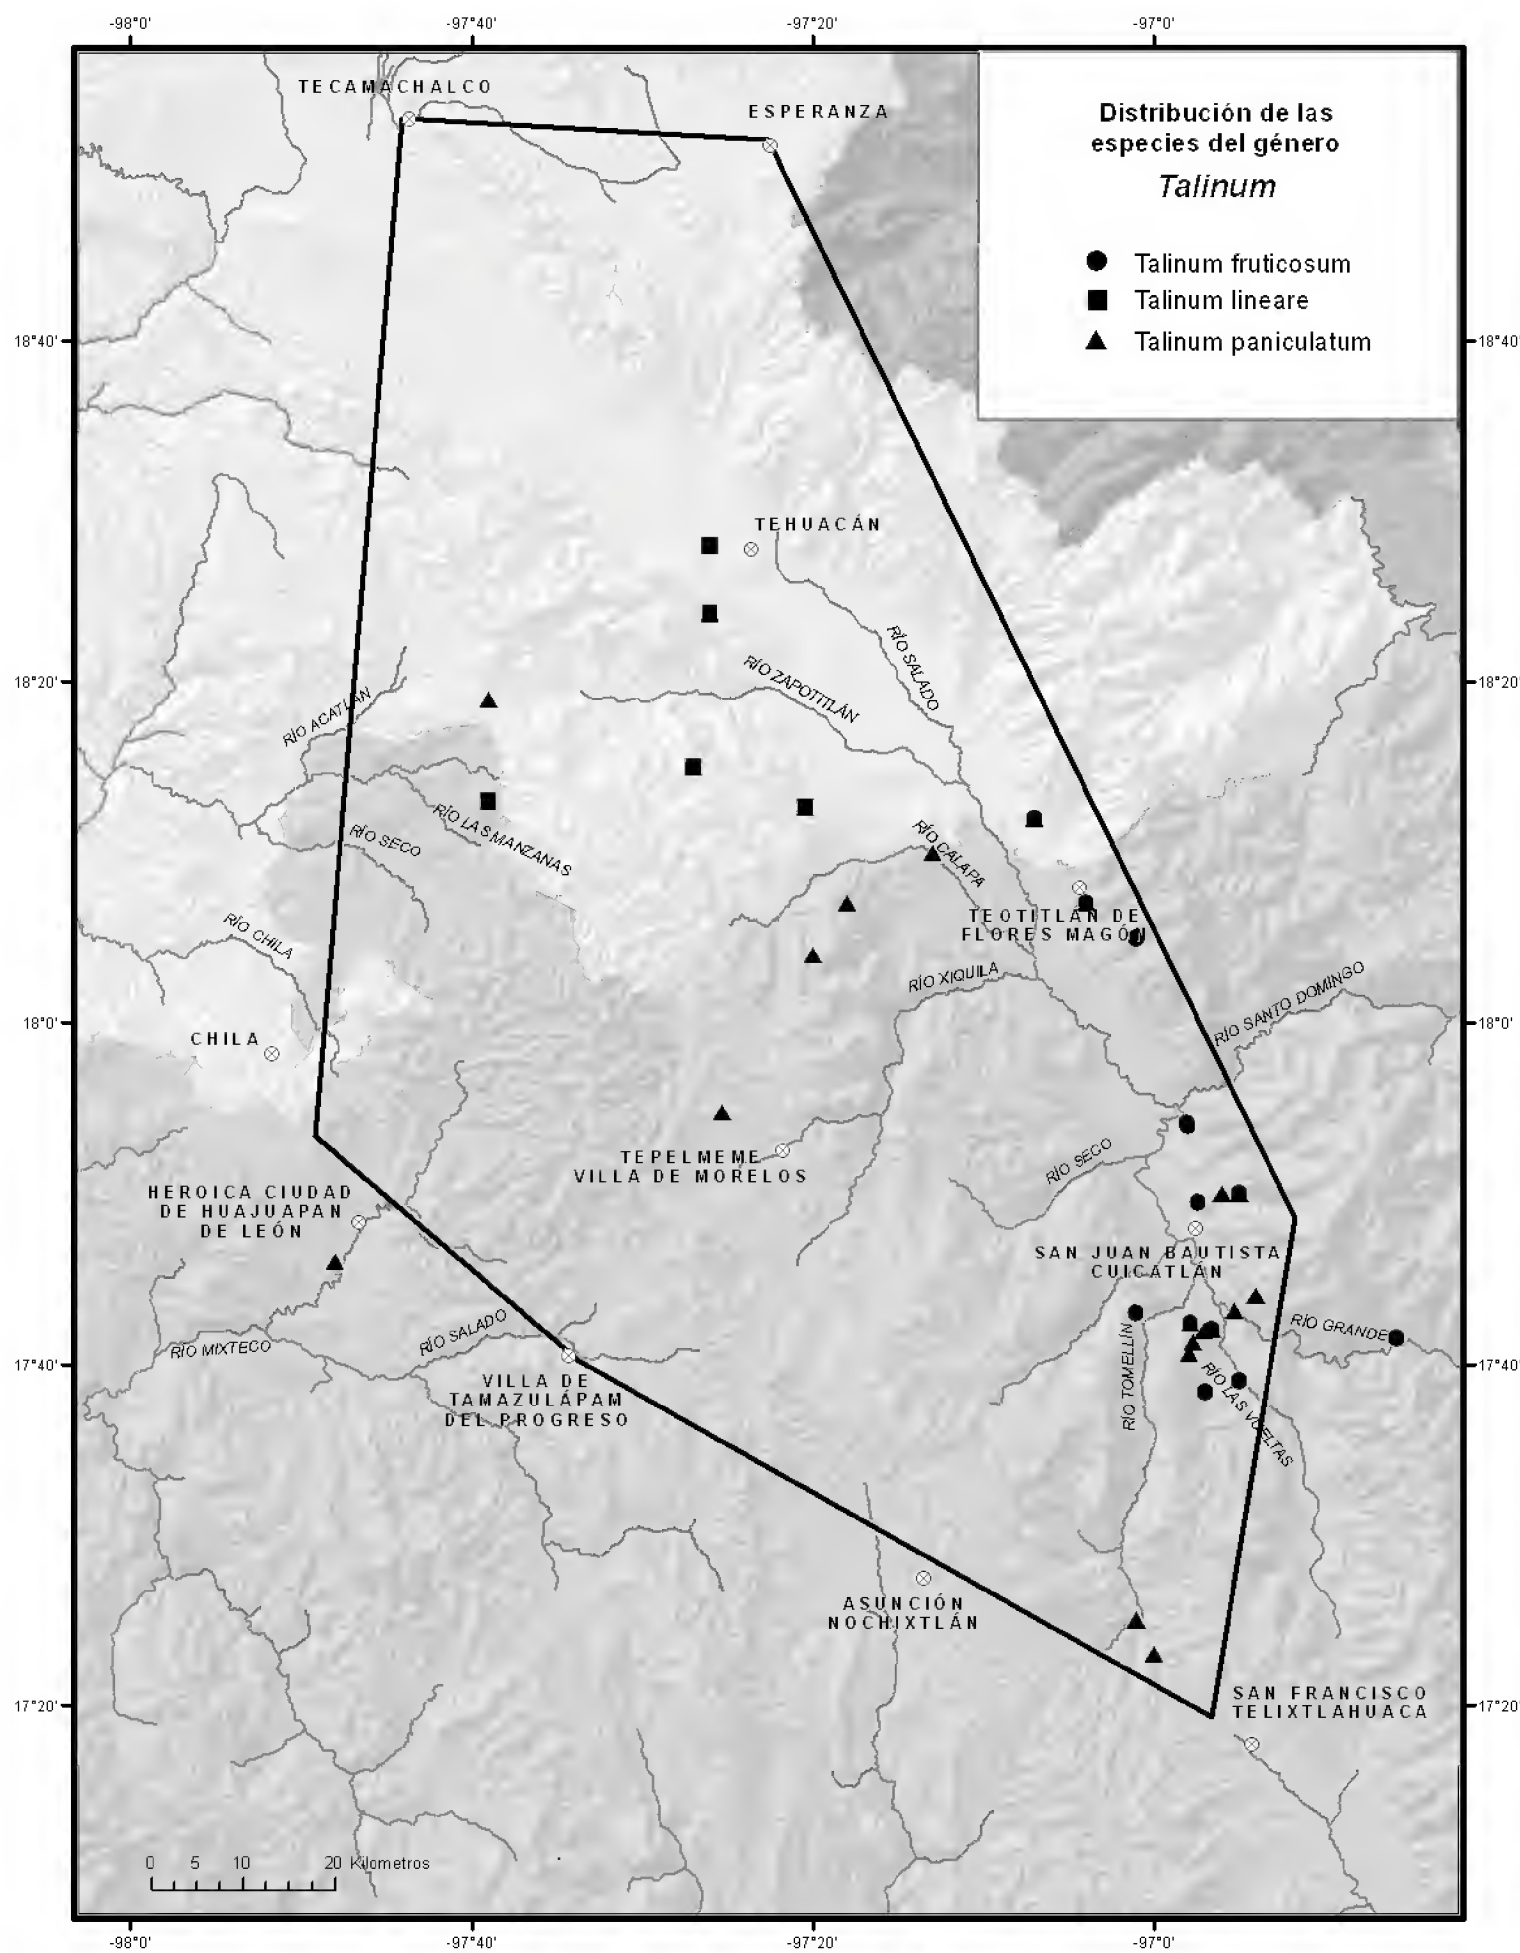 -98°0'
-97°40'
-97°20'
-97°0'
TECAMACHALCO
ESPERANZA
Distribución de las
especies del género
Talinum
Talinum fruticosum
Talinum lineare
Talinum paniculatum
18°40'
18°40'
TEHUACÁN
RÍO SALADO
RÍO ZAPOTITLÁN
18°20'
18°20'
RÍO ACATLÁN
RÍO LAS MANZANAS
RÍO SECO
RÍO CALAPA
TEOTITLÁN DE
FLORES MAGÓN
RÍO CHILA
RÍO XIQUILA
RÍO SANTO DOMINGO
18°0'
18°0'
CHILA
RÍO SECO
TEPELMEME
VILLA DE MORELOS
HEROICA CIUDAD
DE HUAJUAPAN
DE LEÓN
SAN JUAN BAUTISTA
CUICATLÁN
RÍO GRANDE
RÍO SALADO
RÍO MIXTECO
RÍO TOMELLÍN
17°40'
17°40'
RÍO LAS VUELTAS
VILLA DE
TAMAZULÁPAM
DEL PROGRESO
ASUNCIÓN
NOCHIXTLÁN
SAN FRANCISCO
TELIXTLAHUACA
17°20'
17°20'
0 5 10 20 Kilometros
-98°0'
-97°40'
-97°20'
-97°0'